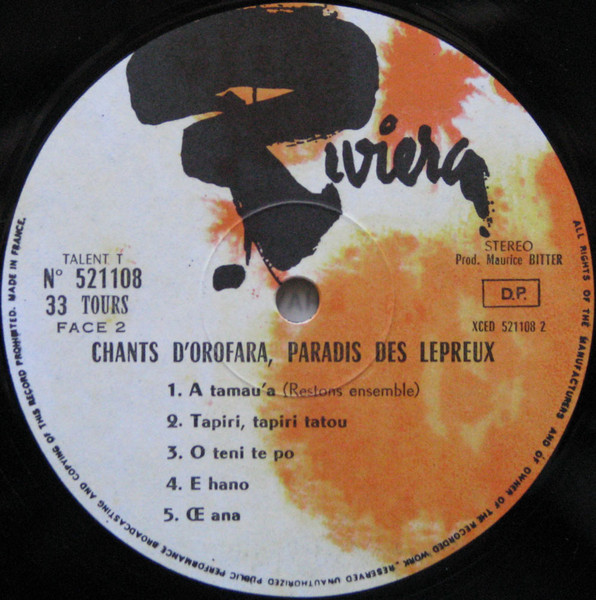 Riviera
TALENT T
N° 521108
33 TOURS
FACE 2
STEREO
Prod. Maurice BITTER
D.P.
XCED 521108 2
CHANTS D'OROFARA, PARADIS DES LEPREUX
1. A tamau'a (Restons ensemble)
2. Tapiri, tapiri tatou
3. O teni te po
4. E hano
5. Œ ana
ALL RIGHTS OF THE MANUFACTURERS AND OF OWNER OF THE RECORDED WORK RESERVED UNAUTHORIZED PUBLIC PERFORMANCE BROADCASTING AND COPYING OF THIS RECORD PROHIBITED. MADE IN FRANCE.